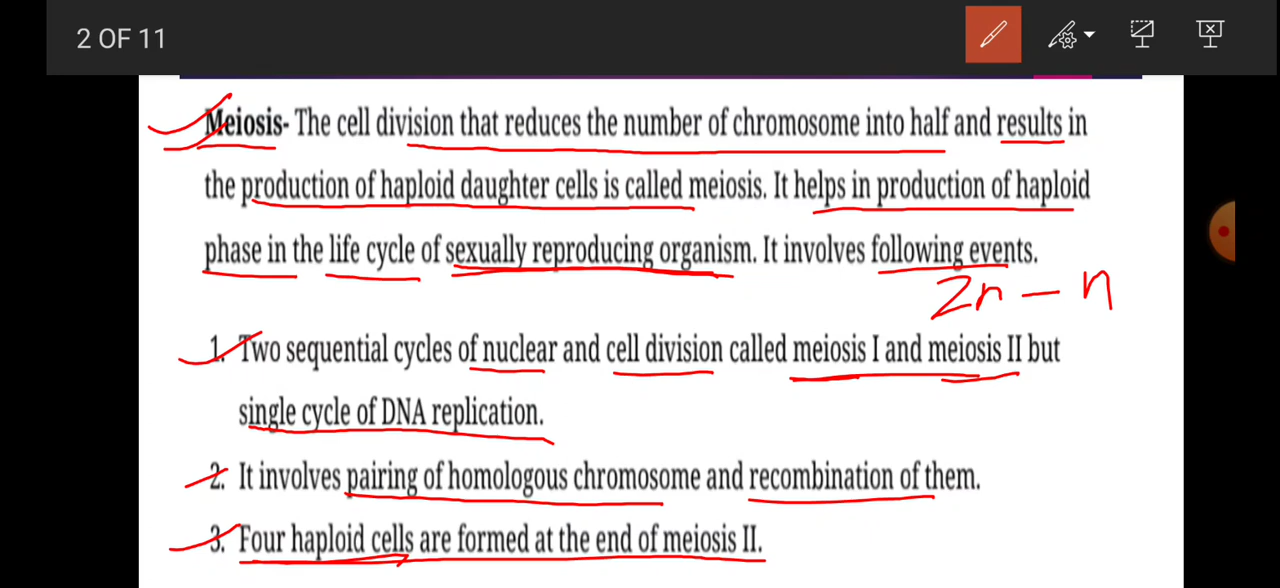 2 OF 11
Meiosis- The cell division that reduces the number of chromosome into half and results in
the production of haploid daughter cells is called meiosis. It helps in production of haploid
phase in the life cycle of sexually reproducing organism. It involves following events.
2n - n
1. Two sequential cycles of nuclear and cell division called meiosis I and meiosis II but
single cycle of DNA replication.
2. It involves pairing of homologous chromosome and recombination of them.
3. Four haploid cells are formed at the end of meiosis II.